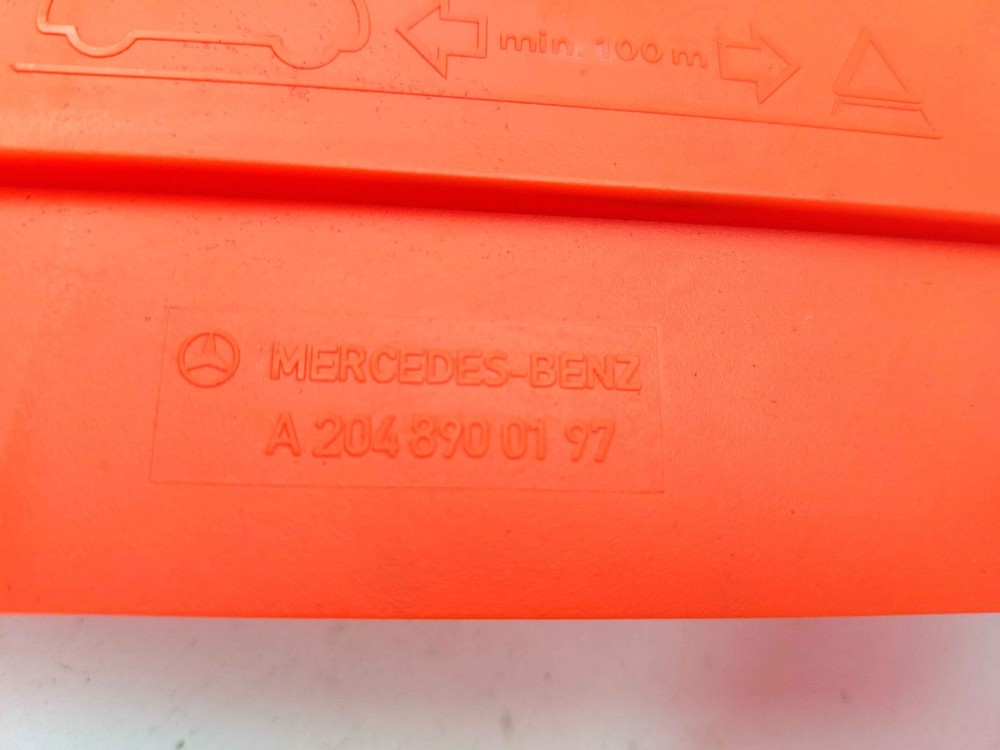 min. 100 m
MERCEDES-BENZ
A 204 890 01 97